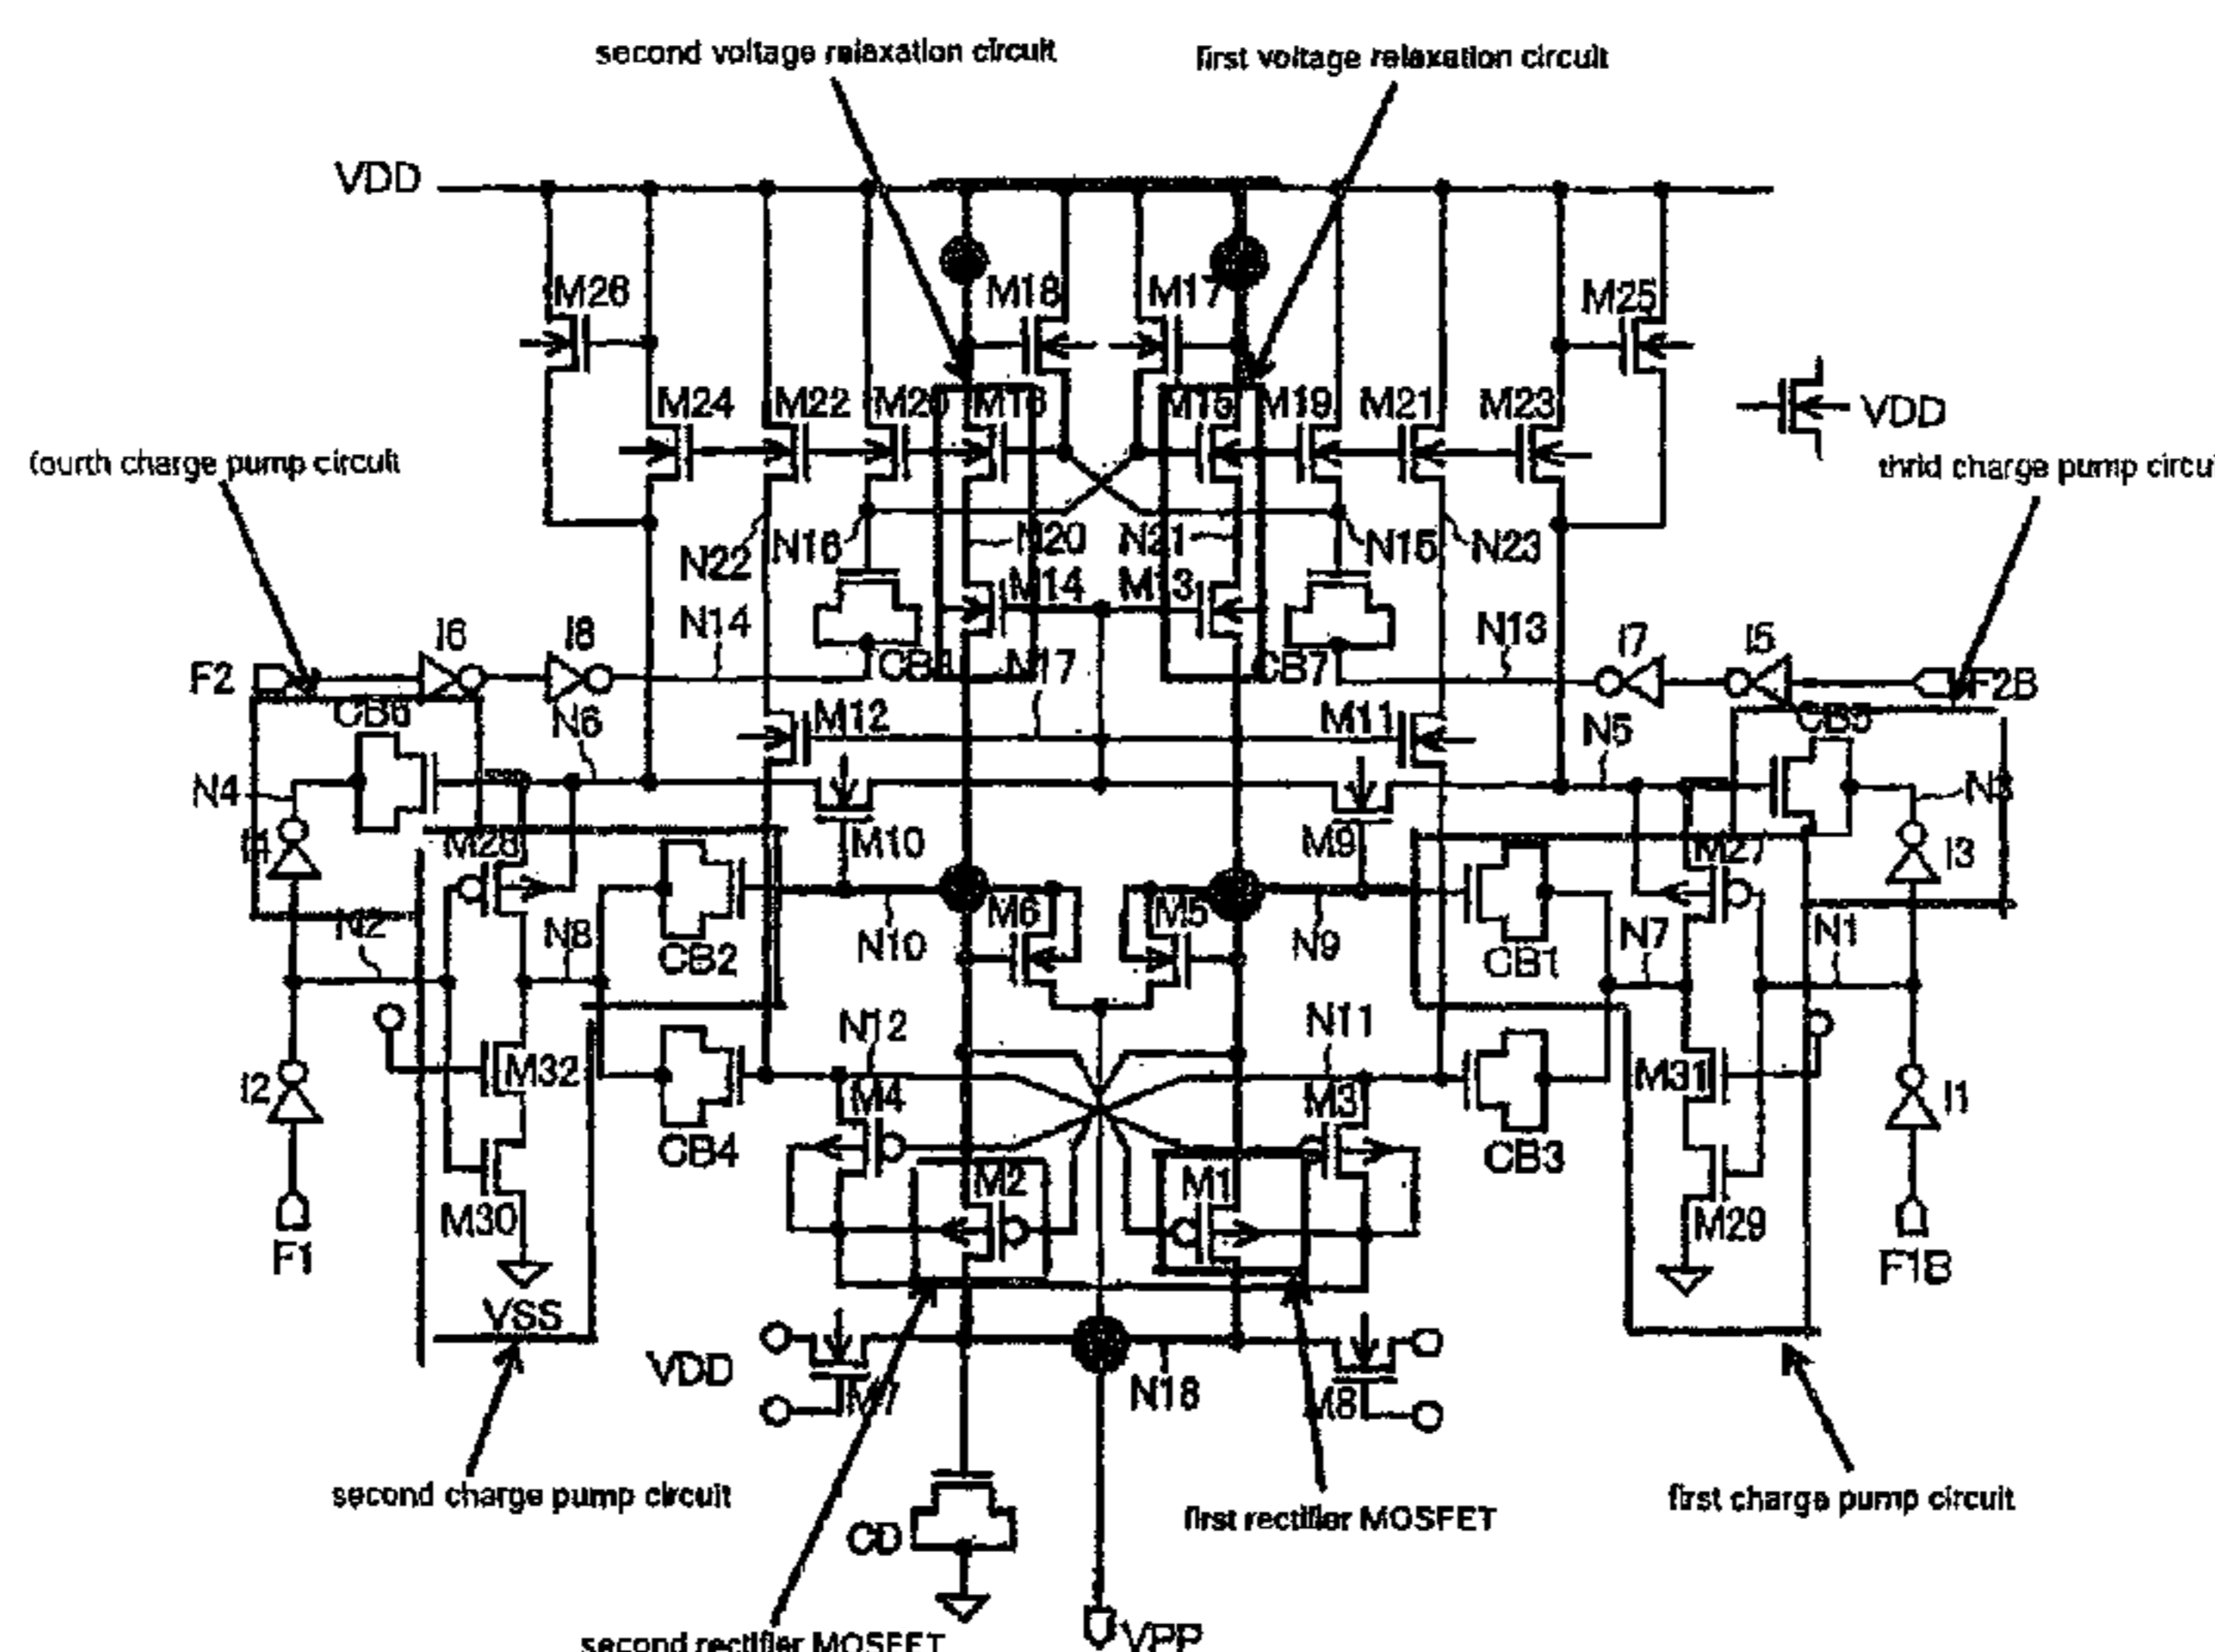 second voltage relaxation circuit
first voltage relaxation circuit
VDD
M26
M18
M17
M25
M24
M22
M20
M16
M15
M19
M21
M23
VDD
fourth charge pump circuit
thrid charge pump circui
N22
N16
N20
N21
N15
N23
M14
M13
I6
I8
N14
N13
I7
I5
F2
CB7
N17
F2B
CB6
N6
M12
M11
N5
CB5
N4
N3
I4
M28
M10
M9
M27
I3
N2
N8
CB2
N10
M6
M5
N9
CB1
N7
N1
I2
M32
N12
N11
M31
I1
M4
M3
CB4
CB3
M2
M1
M30
M29
F1
F1B
VSS
VDD
M7
N18
M8
second charge pump circuit
first rectifier MOSFET
first charge pump circuit
CD
second rectifier MOSFET
VPP